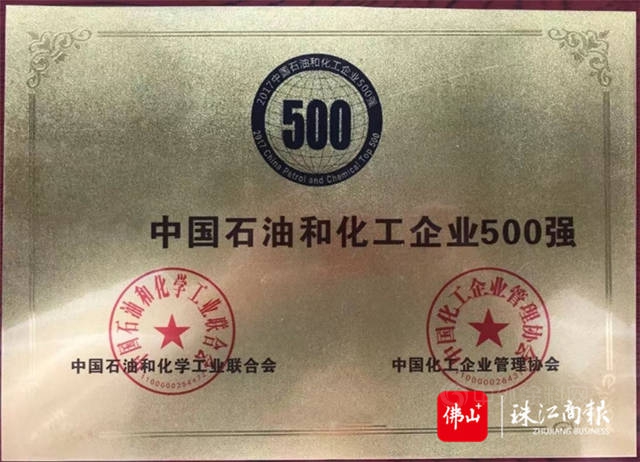 2017中国石油和化工企业500强
500
2017 China Petrol and Chemical Top 500
中国石油和化工企业500强
中国石油和化学工业联合会
中国化工企业管理协会
中国石油和化学工业联合会
中国化工企业管理协会
佛山+
珠江商报
ZHUJIANG BUSINESS